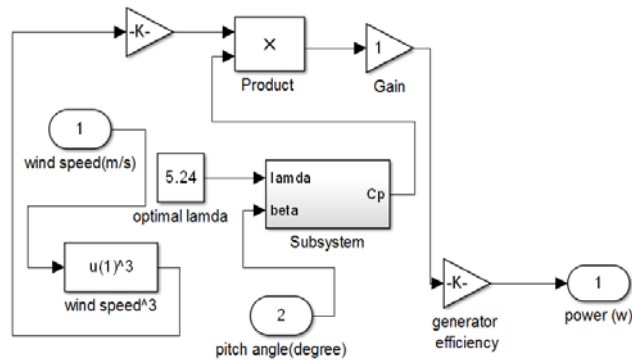 -K-
×
Product
1
Gain
1
wind speed(m/s)
5.24
optimal lamda
lamda
beta
Cp
Subsystem
u(1)^3
wind speed^3
2
pitch angle(degree)
-K-
generator
efficiency
1
power (w)